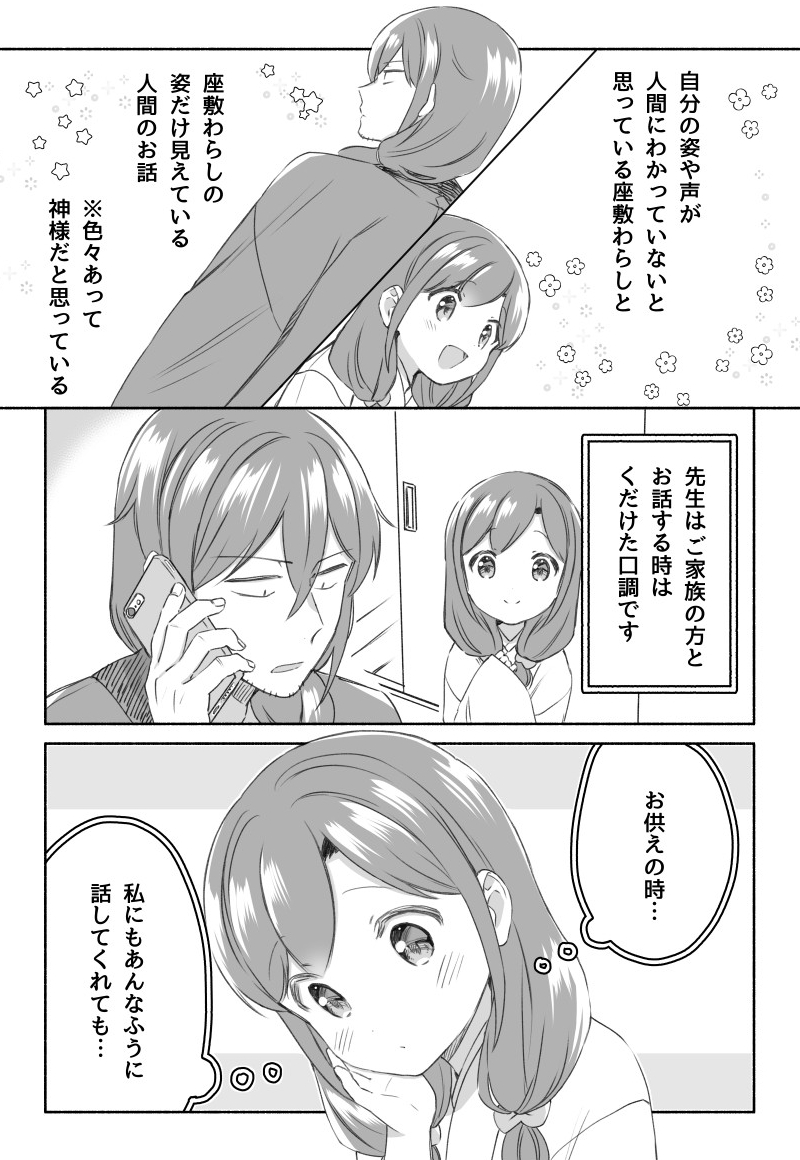 自分の姿や声が
人間にわかっていないと
思っている座敷わらしと
座敷わらしの
姿だけ見えている
人間のお話
※色々あって
神様だと思っている
先生はご家族の方と
お話する時は
くだけた口調です
お供えの時…
私にもあんなふうに
話してくれても…